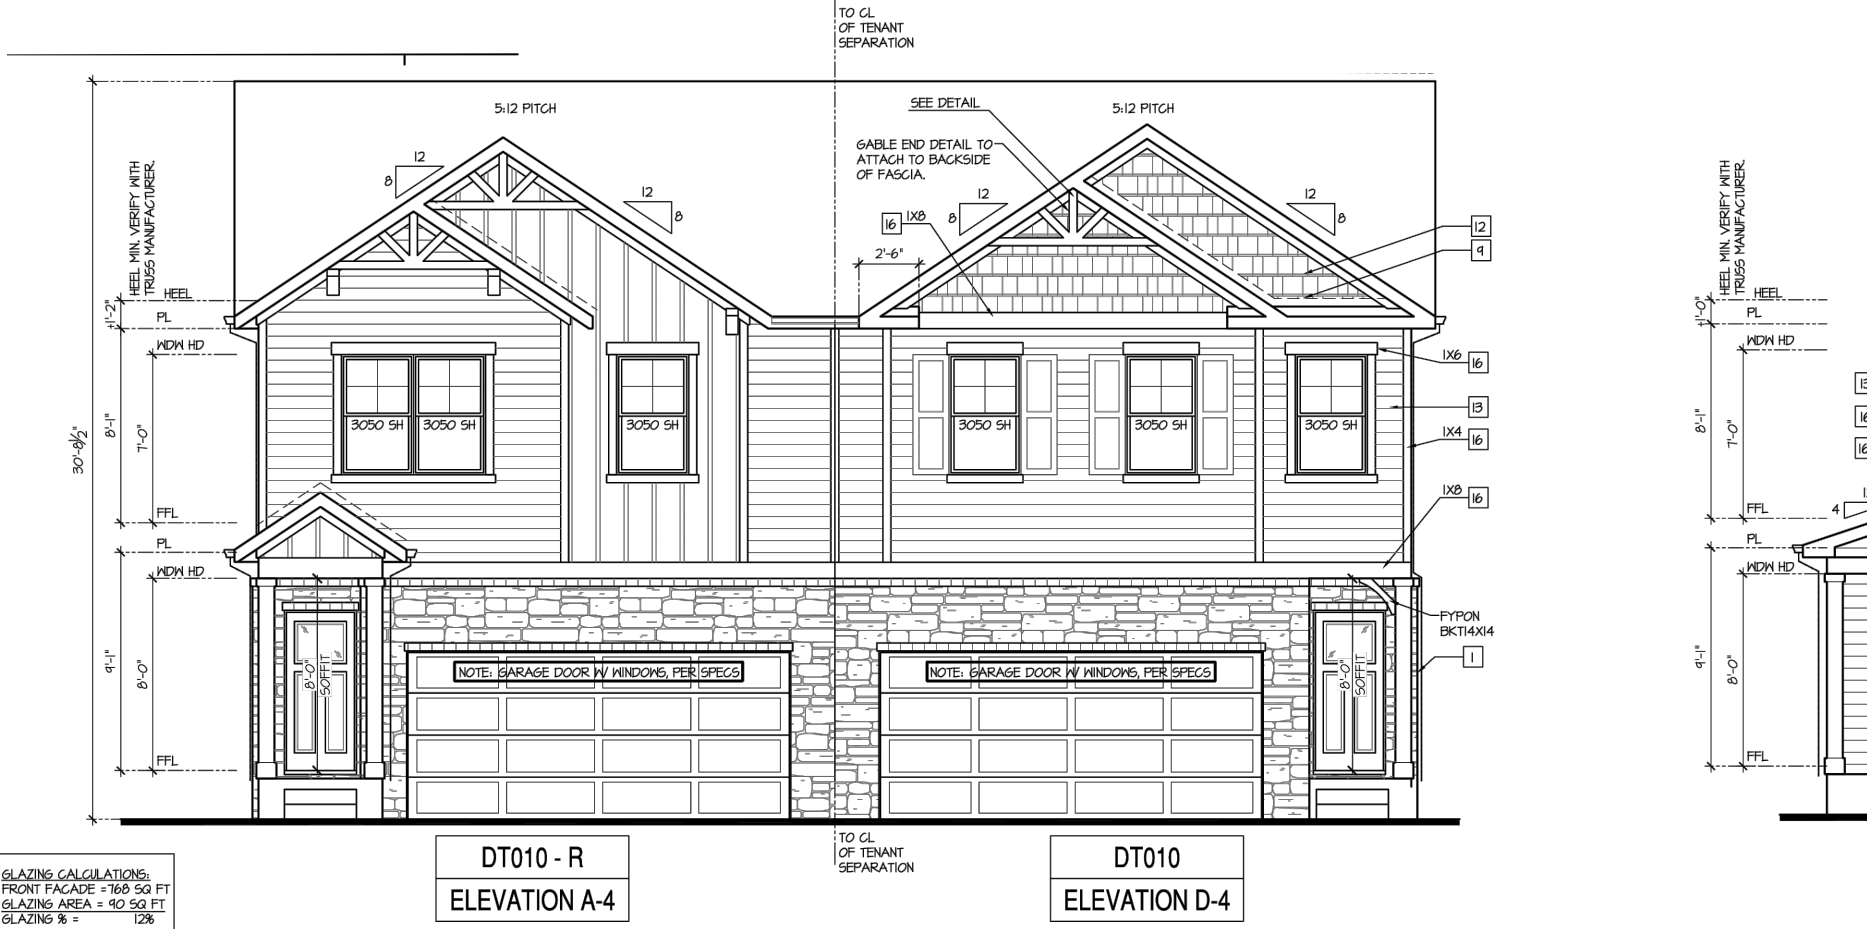 TO CL
OF TENANT
SEPARATION
5:12 PITCH
SEE DETAIL
5:12 PITCH
GABLE END DETAIL TO
ATTACH TO BACKSIDE
OF FASCIA.
HEEL MIN. VERIFY WITH
TRUSS MANUFACTURER.
12
8
12
8
12
8
12
8
16
1X8
2'-6"
12
9
±1'-2"
HEEL
PL
WDW HD
30'-8½"
8'-1"
7'-0"
3050 SH
3050 SH
3050 SH
3050 SH
3050 SH
3050 SH
1X6
16
13
1X4
16
1X8
16
FFL
PL
WDW HD
9'-1"
8'-0"
8'-0"
SOFFIT
NOTE: GARAGE DOOR W/ WINDOWS, PER SPECS
NOTE: GARAGE DOOR W/ WINDOWS, PER SPECS
8'-0"
SOFFIT
FYPON
BKT14X14
1
FFL
TO CL
OF TENANT
SEPARATION
DT010 - R
ELEVATION A-4
DT010
ELEVATION D-4
GLAZING CALCULATIONS:
FRONT FACADE =768 SQ FT
GLAZING AREA = 90 SQ FT
GLAZING % = 12%
HEEL MIN. VERIFY WITH
TRUSS MANUFACTURER.
±1'-0"
HEEL
PL
WDW HD
8'-1"
7'-0"
13
16
16
4
FFL
PL
WDW HD
9'-1"
8'-0"
FFL